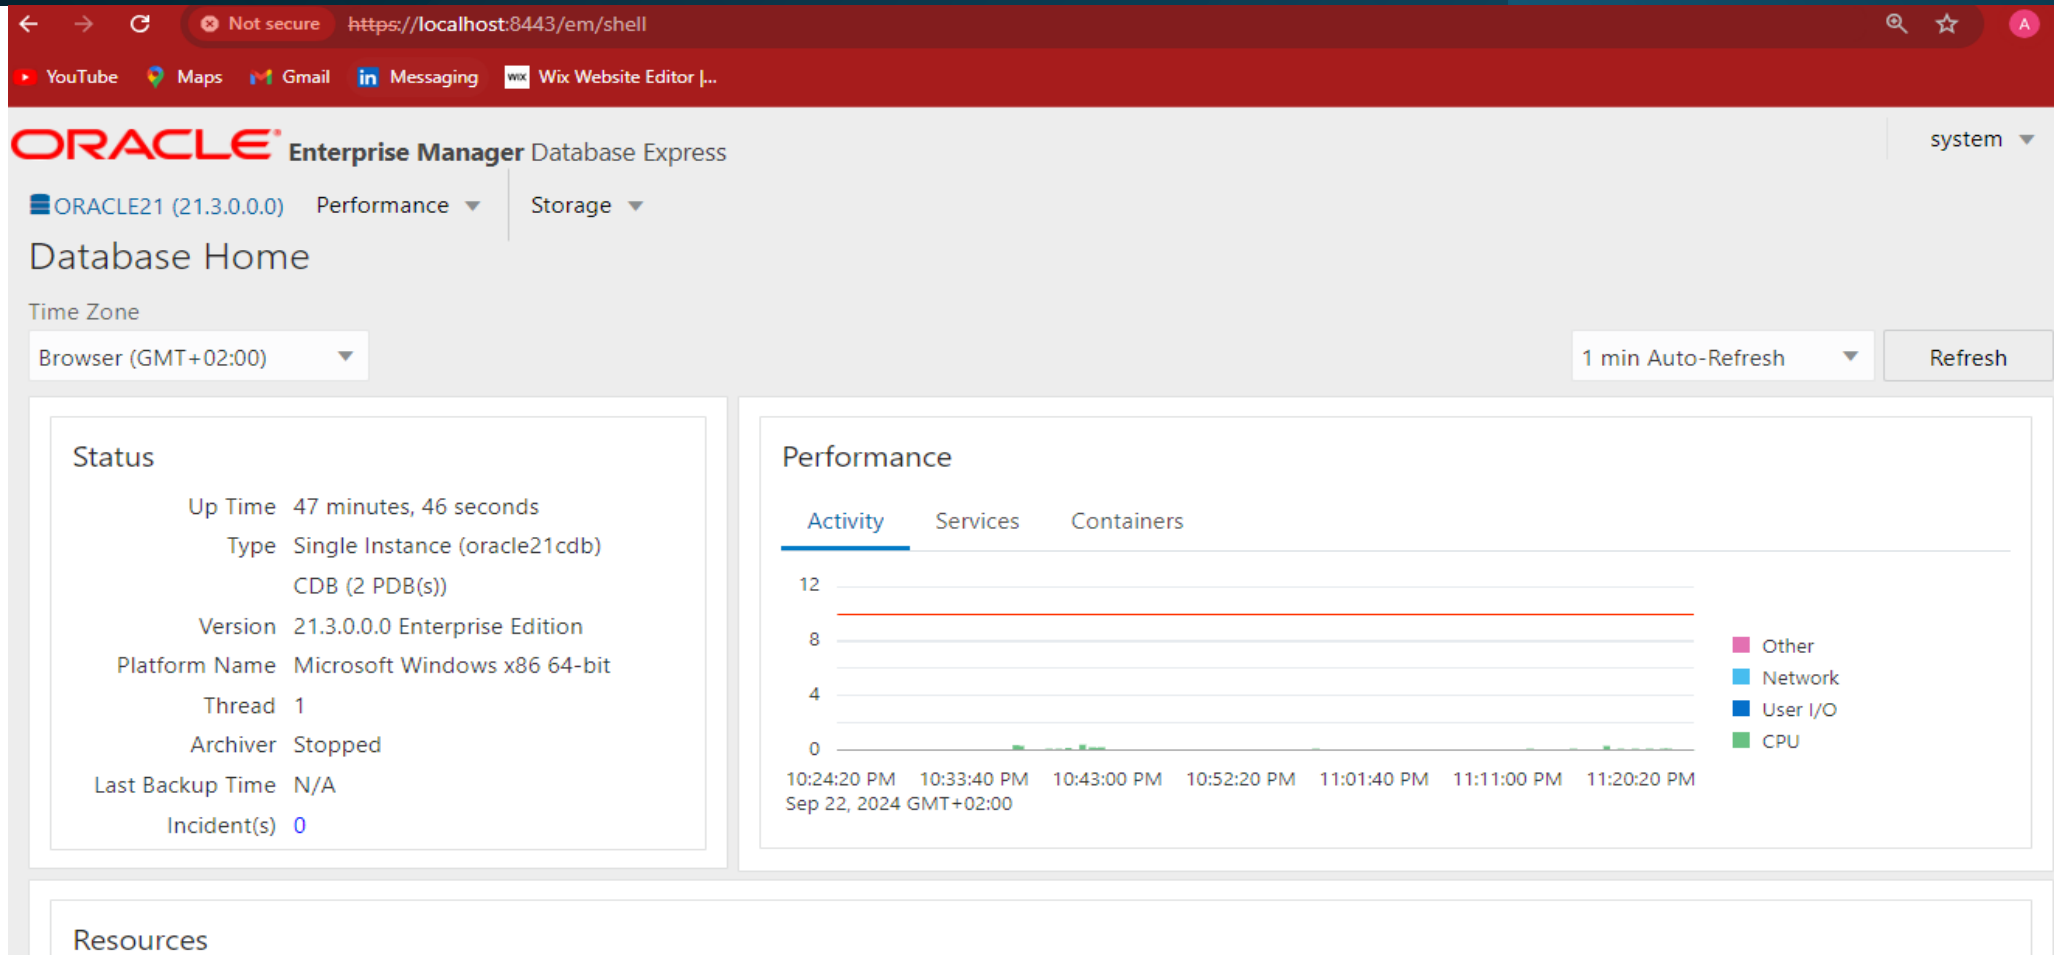 Not secure https://localhost:8443/em/shell A
YouTube Maps Gmail in Messaging WIX Wix Website Editor |...
ORACLE Enterprise Manager Database Express system
ORACLE21 (21.3.0.0.0) Performance Storage
Database Home
Time Zone
Browser (GMT+02:00) 1 min Auto-Refresh Refresh
Status
Up Time 47 minutes, 46 seconds
Type Single Instance (oracle21cdb)
CDB (2 PDB(s))
Version 21.3.0.0.0 Enterprise Edition
Platform Name Microsoft Windows x86 64-bit
Thread 1
Archiver Stopped
Last Backup Time N/A
Incident(s) 0
Performance
Activity Services Containers
12
8
4
0
10:24:20 PM 10:33:40 PM 10:43:00 PM 10:52:20 PM 11:01:40 PM 11:11:00 PM 11:20:20 PM
Sep 22, 2024 GMT+02:00
Other
Network
User I/O
CPU
Resources